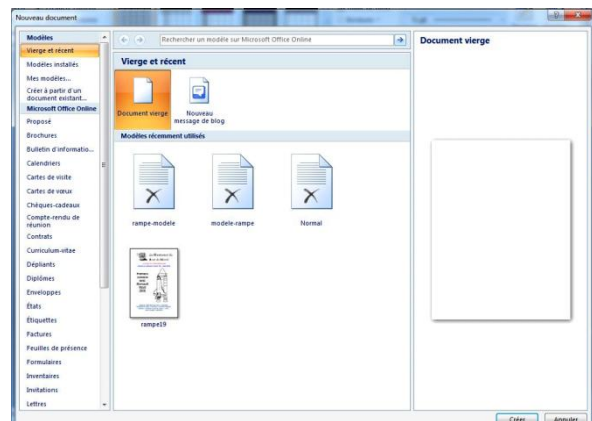 Nouveau document
Modèles
Vierge et récent
Modèles installés
Mes modèles...
Créer à partir d'un
document existant...
Microsoft Office Online
Proposé
Brochures
Bulletin d'informatio...
Calendriers
Cartes de visite
Cartes de vœux
Chèques-cadeaux
Compte-rendu de
réunion
Contrats
Curriculum-vitae
Dépliants
Diplômes
Enveloppes
États
Étiquettes
Factures
Feuilles de présence
Formulaires
Inventaires
Invitations
Lettres
Rechercher un modèle sur Microsoft Office Online
Vierge et récent
Document vierge
Nouveau
message de blog
Modèles récemment utilisés
rampe-modele
modele-rampe
Normal
rampe19
Document vierge
Créer
Annuler